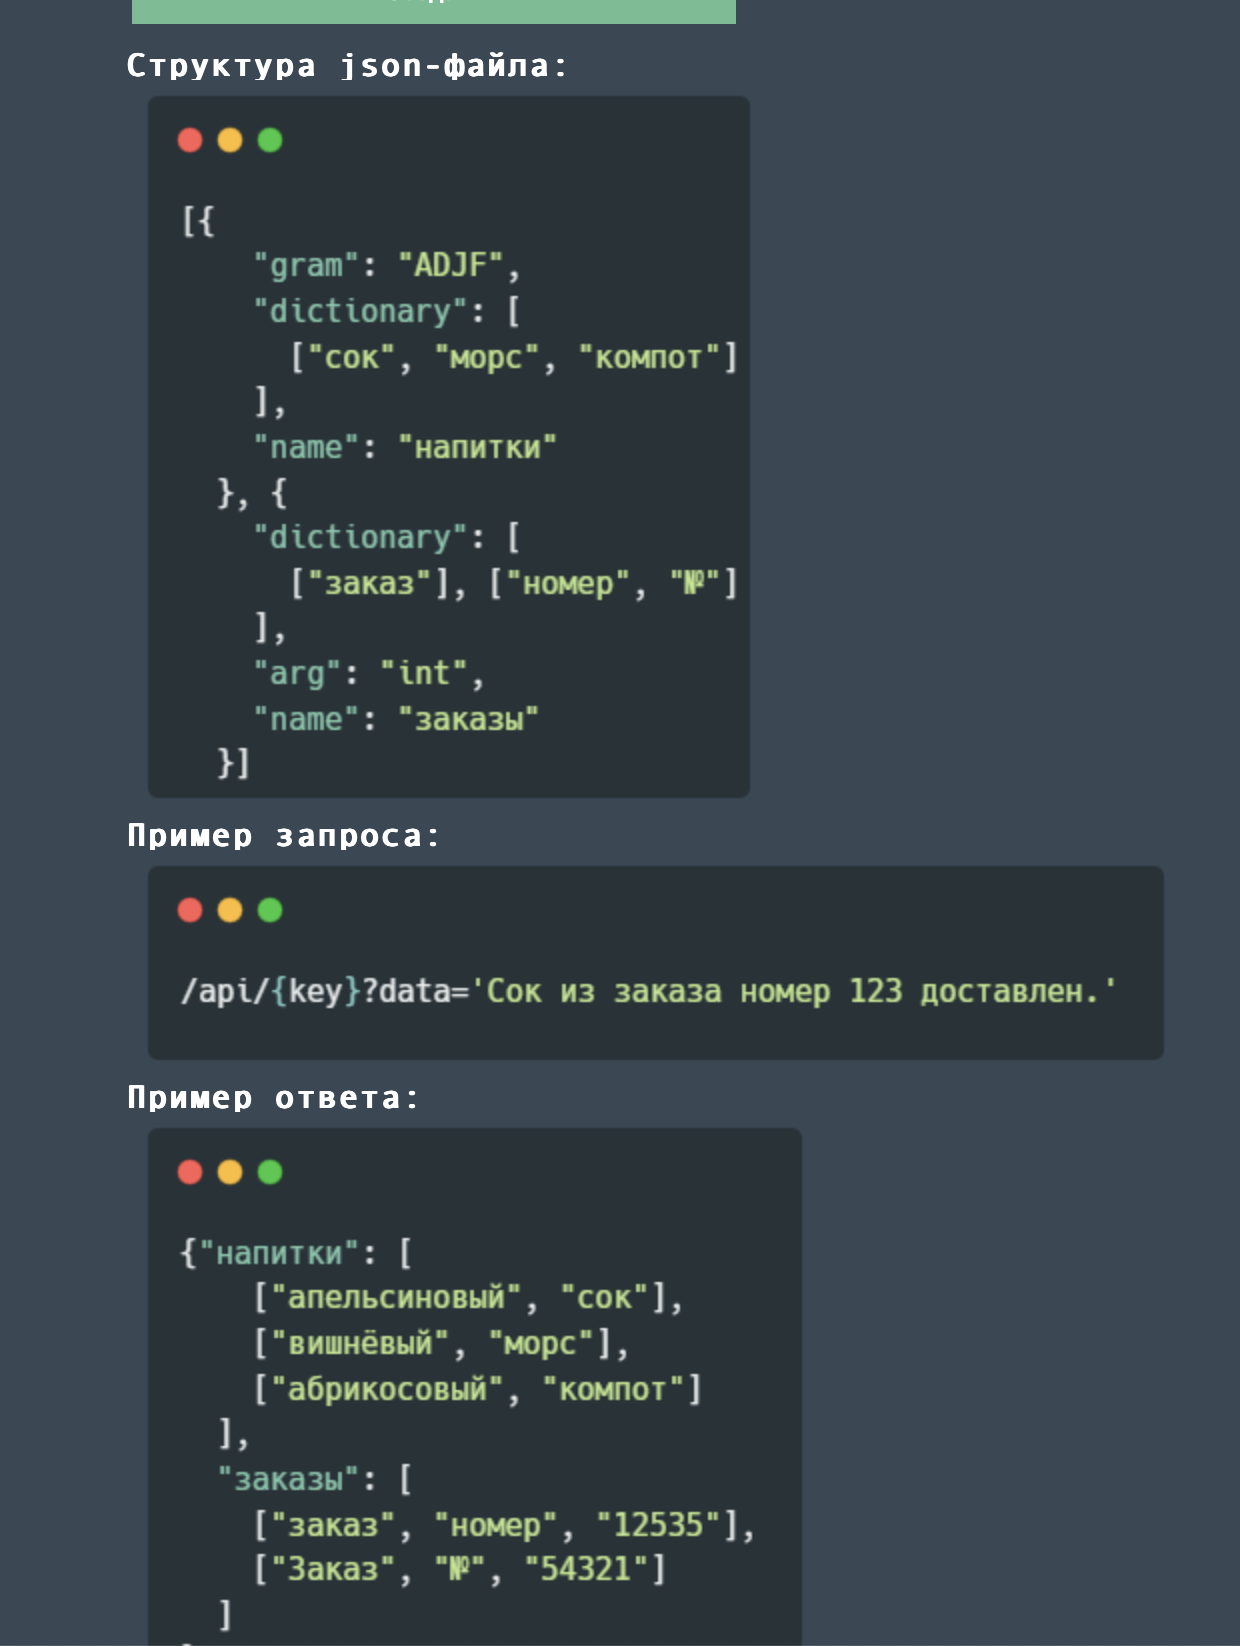 Структура json-файла:
[{
"gram": "ADJF",
"dictionary": [
["сок", "морс", "компот"]
],
"name": "напитки"
}, {
"dictionary": [
["заказ"], ["номер", "№"]
],
"arg": "int",
"name": "заказы"
}]
Пример запроса:
/api/{key}?data='Сок из заказа номер 123 доставлен.'
Пример ответа:
{"напитки": [
["апельсиновый", "сок"],
["вишнёвый", "морс"],
["абрикосовый", "компот"]
],
"заказы": [
["заказ", "номер", "12535"],
["Заказ", "№", "54321"]
]